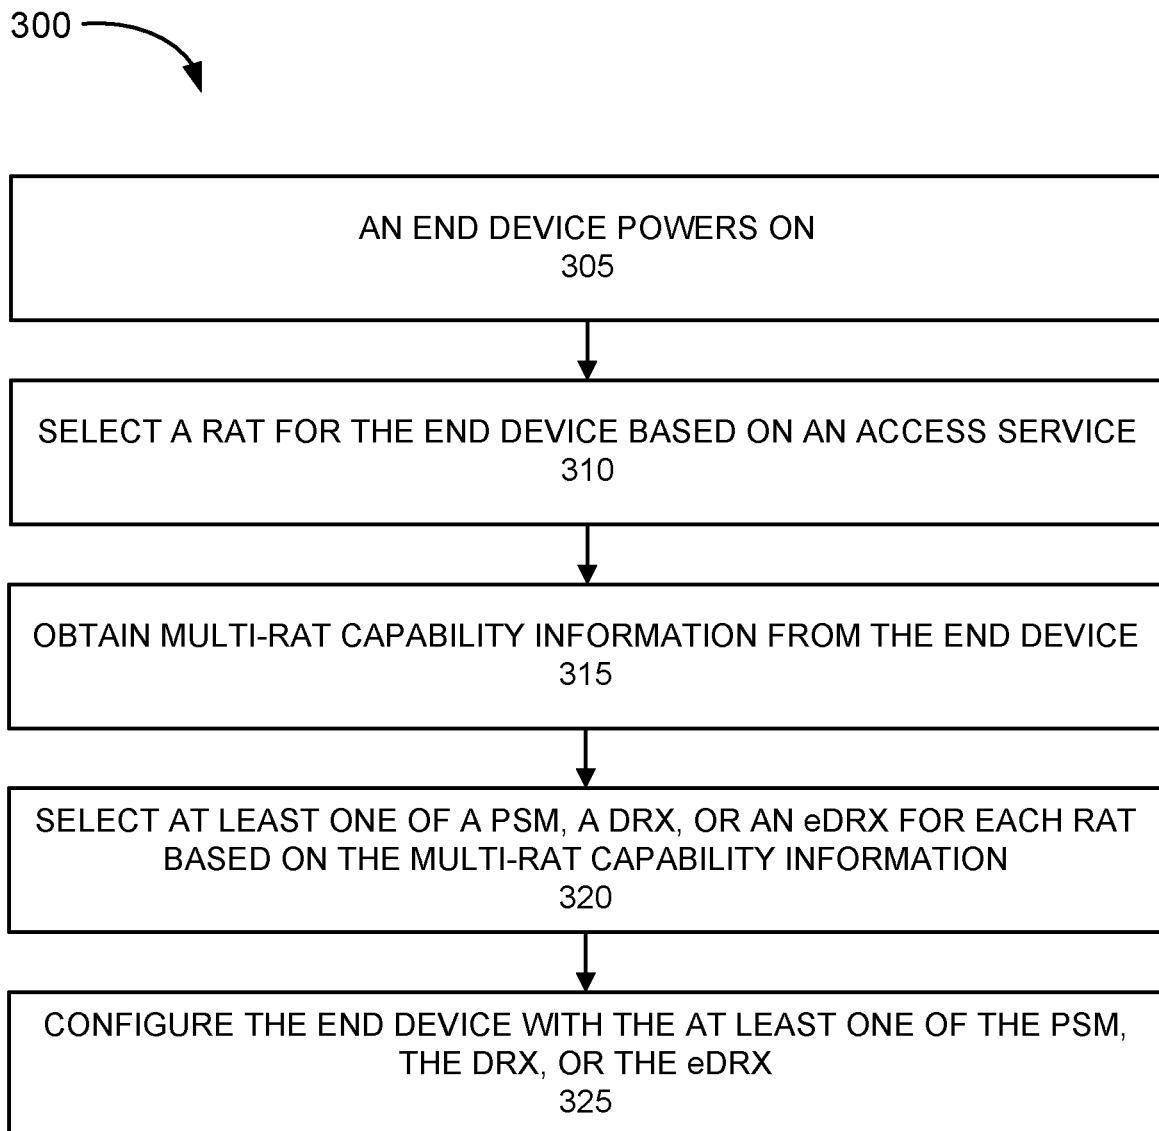 300
AN END DEVICE POWERS ON
305
SELECT A RAT FOR THE END DEVICE BASED ON AN ACCESS SERVICE
310
OBTAIN MULTI-RAT CAPABILITY INFORMATION FROM THE END DEVICE
315
SELECT AT LEAST ONE OF A PSM, A DRX, OR AN eDRX FOR EACH RAT
BASED ON THE MULTI-RAT CAPABILITY INFORMATION
320
CONFIGURE THE END DEVICE WITH THE AT LEAST ONE OF THE PSM,
THE DRX, OR THE eDRX
325